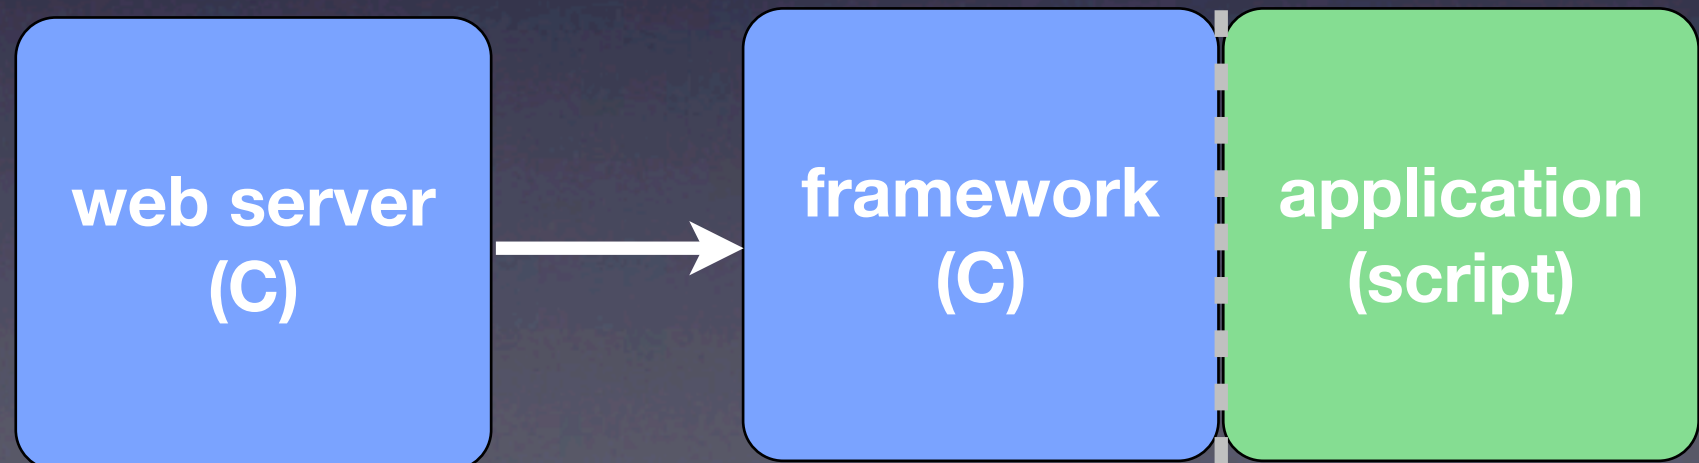 web server
(C)
framework
(C)
application
(script)